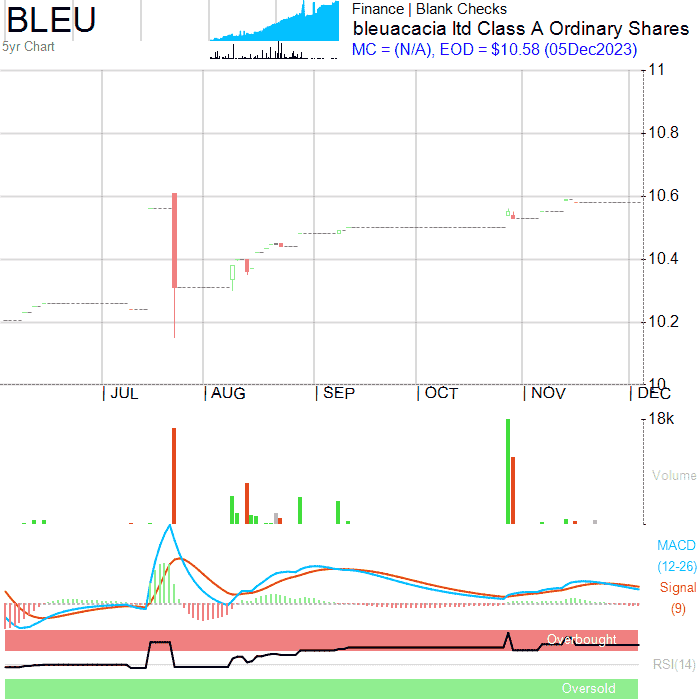 BLEU
5yr Chart
Finance | Blank Checks
bleuacacia ltd Class A Ordinary Shares
MC = (N/A), EOD = $10.58 (05Dec2023)
11
10.8
10.6
10.4
10.2
10
JUL AUG SEP OCT NOV DEC
18k
Volume
MACD
(12-26)
Signal
(9)
Overbought
RSI(14)
Oversold